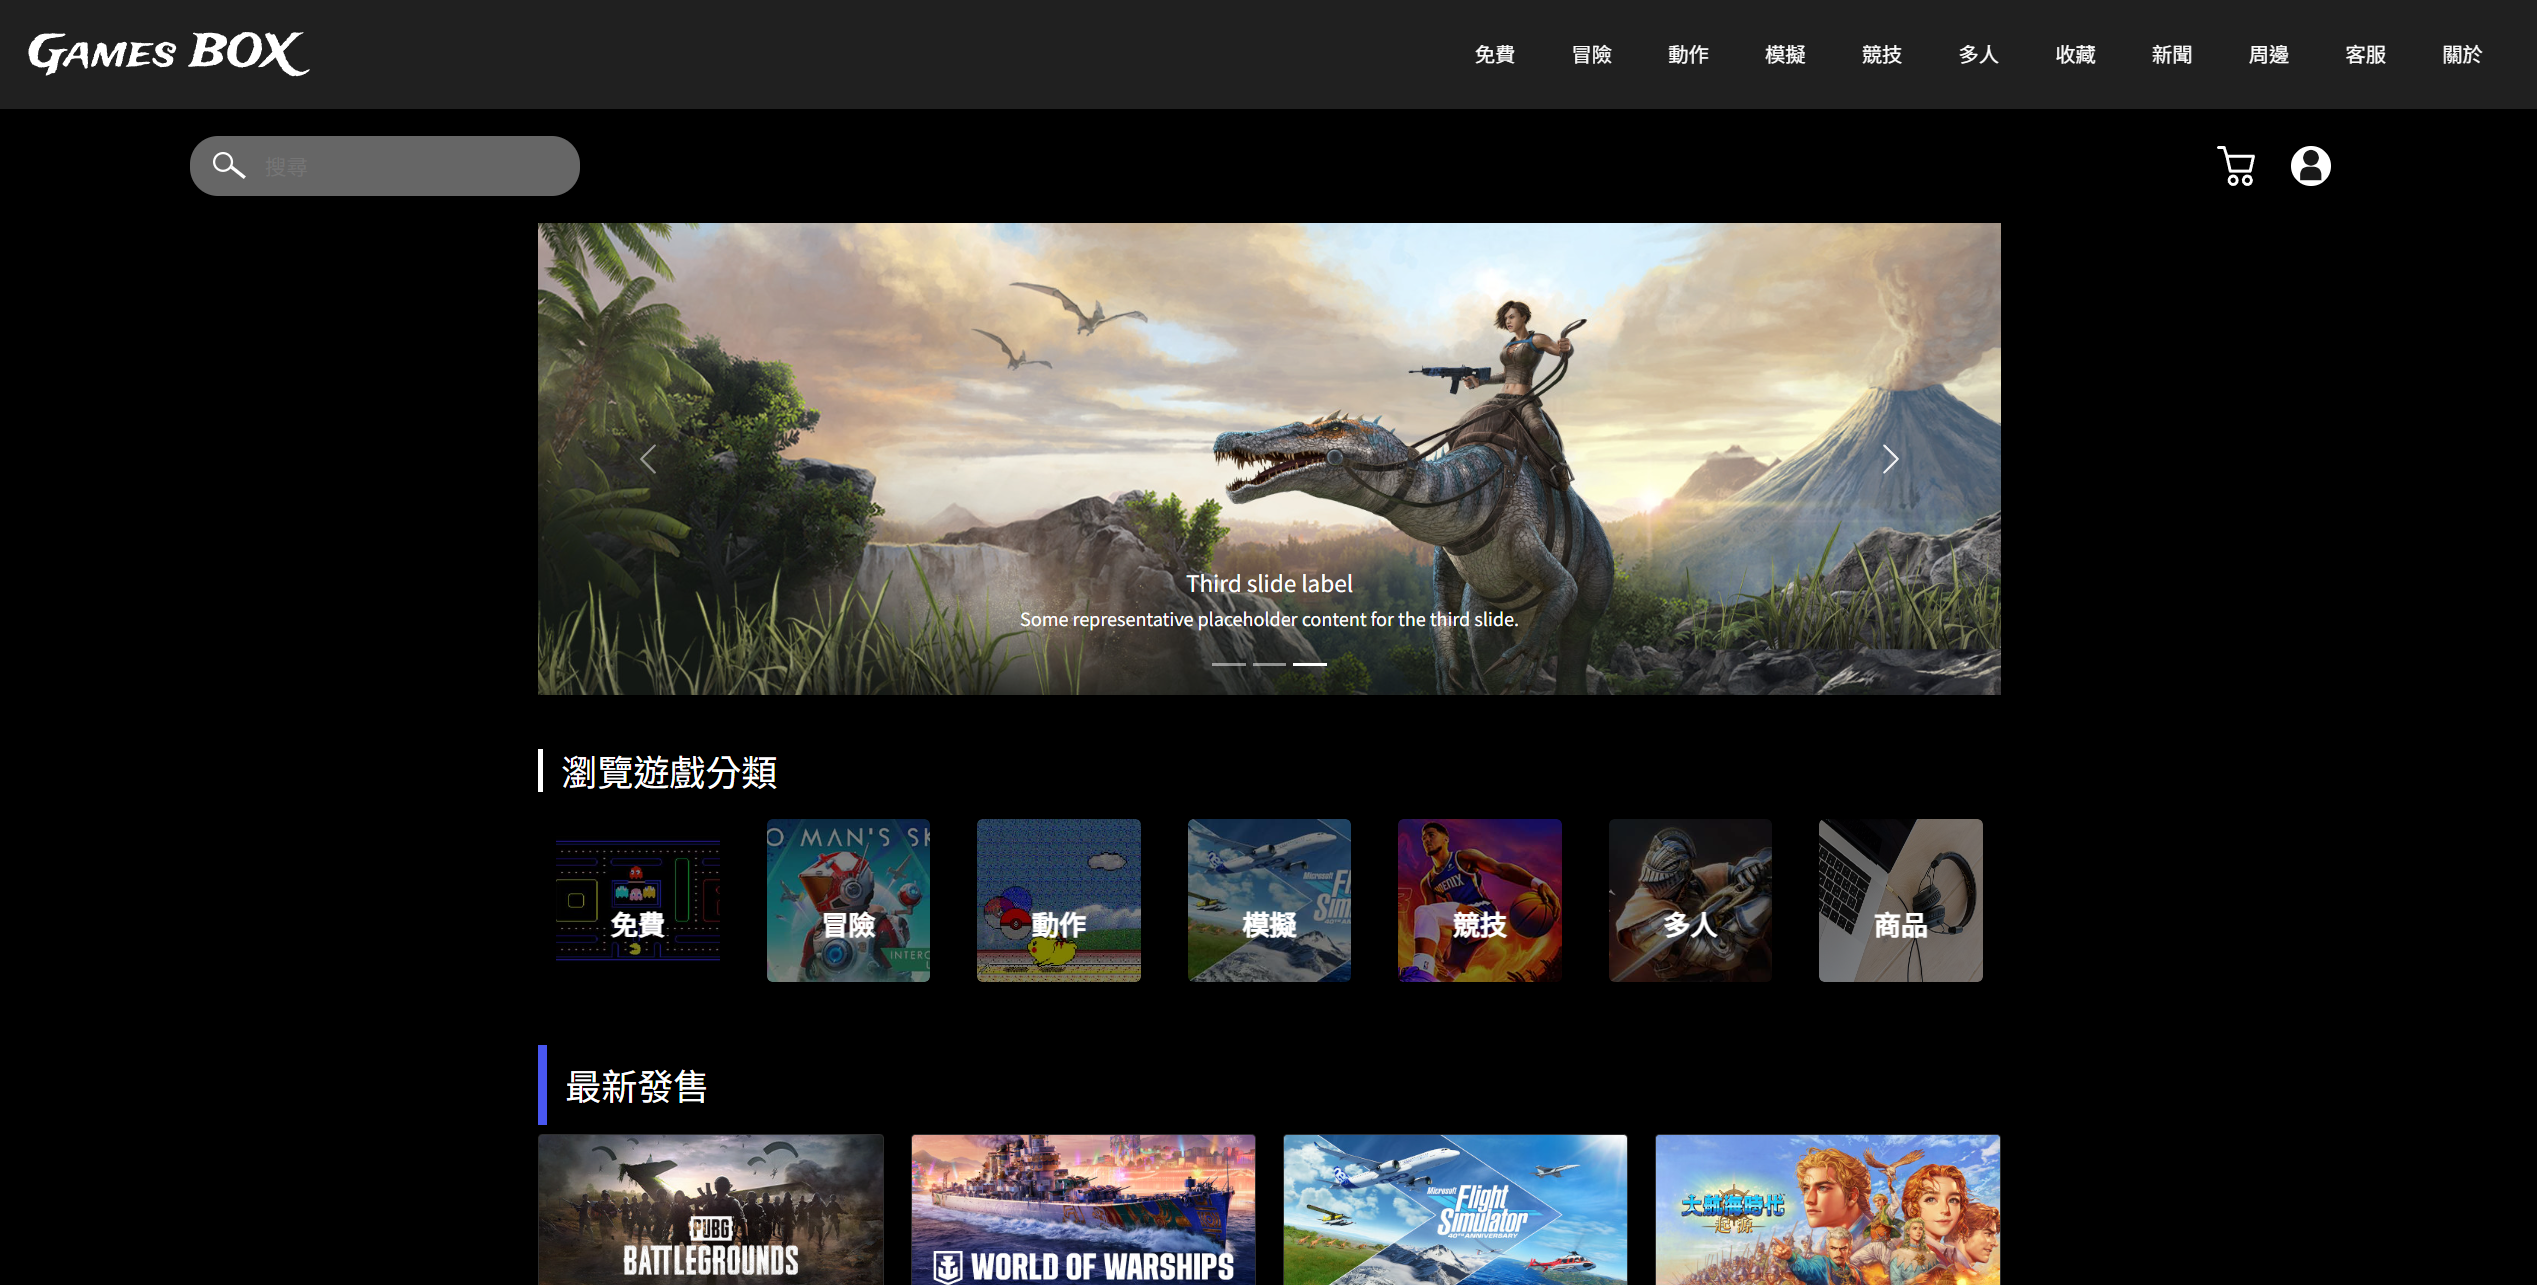 GAMES BOX
免費 冒險 動作 模擬 競技 多人 收藏 新聞 周邊 客服 關於
搜尋
Third slide label
Some representative placeholder content for the third slide.
瀏覽遊戲分類
O MAN'S SK
INTERC
免費 冒險 動作 模擬 競技 多人 商品
最新發售
PUBG
BATTLEGROUNDS
WORLD OF WARSHIPS
Microsoft
Flight
Simulator
40TH ANNIVERSARY
大航海時代
起源